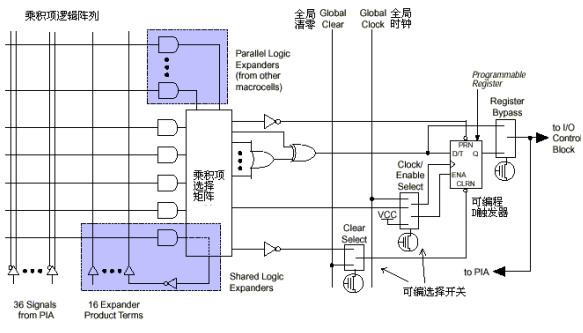 乘积项逻辑阵列
全局 Global
清零 Clear
Global 全局
Clock 时钟
Parallel Logic
Expanders
(from other
macrocells)
Programmable
Register
Register
Bypass
to I/O
Control
Block
PRN
D/T Q
ENA
CLRN
Clock/
Enable
Select
VCC
乘积项
选择
矩阵
可编程
D触发器
Clear
Select
Shared Logic
Expanders
to PIA
可编选择开关
36 Signals
from PIA
16 Expander
Product Terms